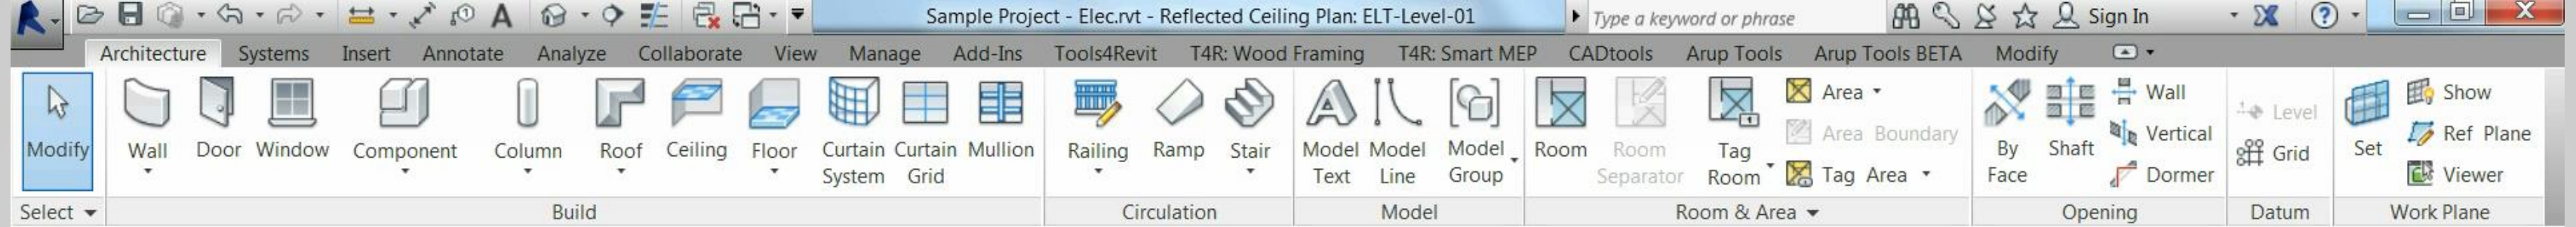 Sample Project - Elec.rvt - Reflected Ceiling Plan: ELT-Level-01 Type a keyword or phrase Sign In
Architecture Systems Insert Annotate Analyze Collaborate View Manage Add-Ins Tools4Revit T4R: Wood Framing T4R: Smart MEP CADtools Arup Tools Arup Tools BETA Modify
Modify
Wall
Door
Window
Component
Column
Roof
Ceiling
Floor
Curtain
System
Curtain
Grid
Mullion
Railing
Ramp
Stair
Model
Text
Model
Line
Model
Group
Room
Room
Separator
Tag
Room
Area
Area Boundary
Tag Area
By
Face
Shaft
Wall
Vertical
Dormer
Level
Grid
Set
Show
Ref Plane
Viewer
Select Build Circulation Model Room & Area Opening Datum Work Plane